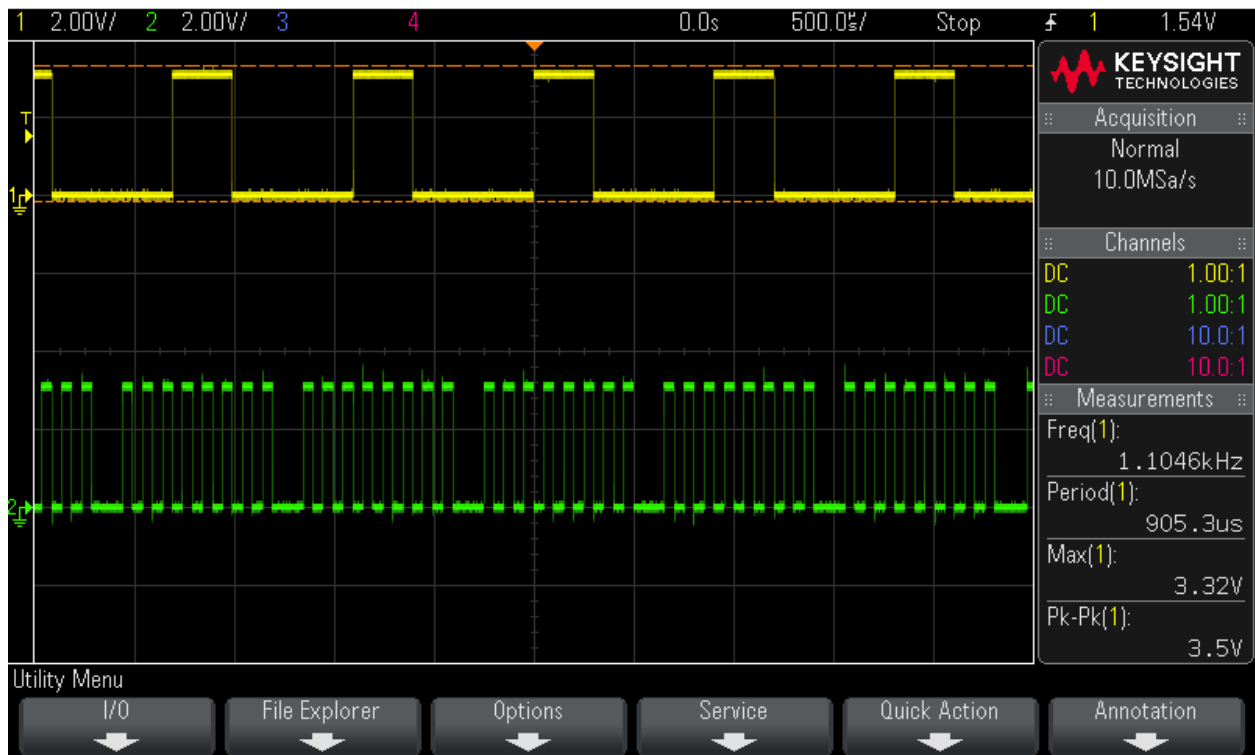 1 2.00V/ 2 2.00V/ 3 4 0.0s 500.0µs/ Stop 1 1.54V
KEYSIGHT
TECHNOLOGIES
Acquisition
Normal
10.0MSa/s
Channels
DC 1.00:1
DC 1.00:1
DC 10.0:1
DC 10.0:1
Measurements
Freq(1):
1.1046kHz
Period(1):
905.3us
Max(1):
3.32V
Pk-Pk(1):
3.5V
T
1
2
Utility Menu
I/O File Explorer Options Service Quick Action Annotation